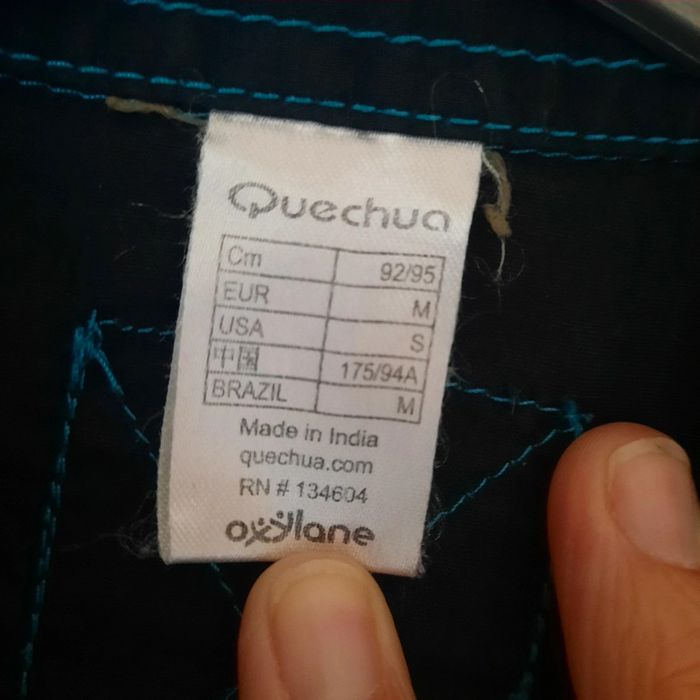 Quechua
Cm 92/95
EUR M
USA S
中国 175/94A
BRAZIL M
Made in India
quechua.com
RN # 134604
oxylane